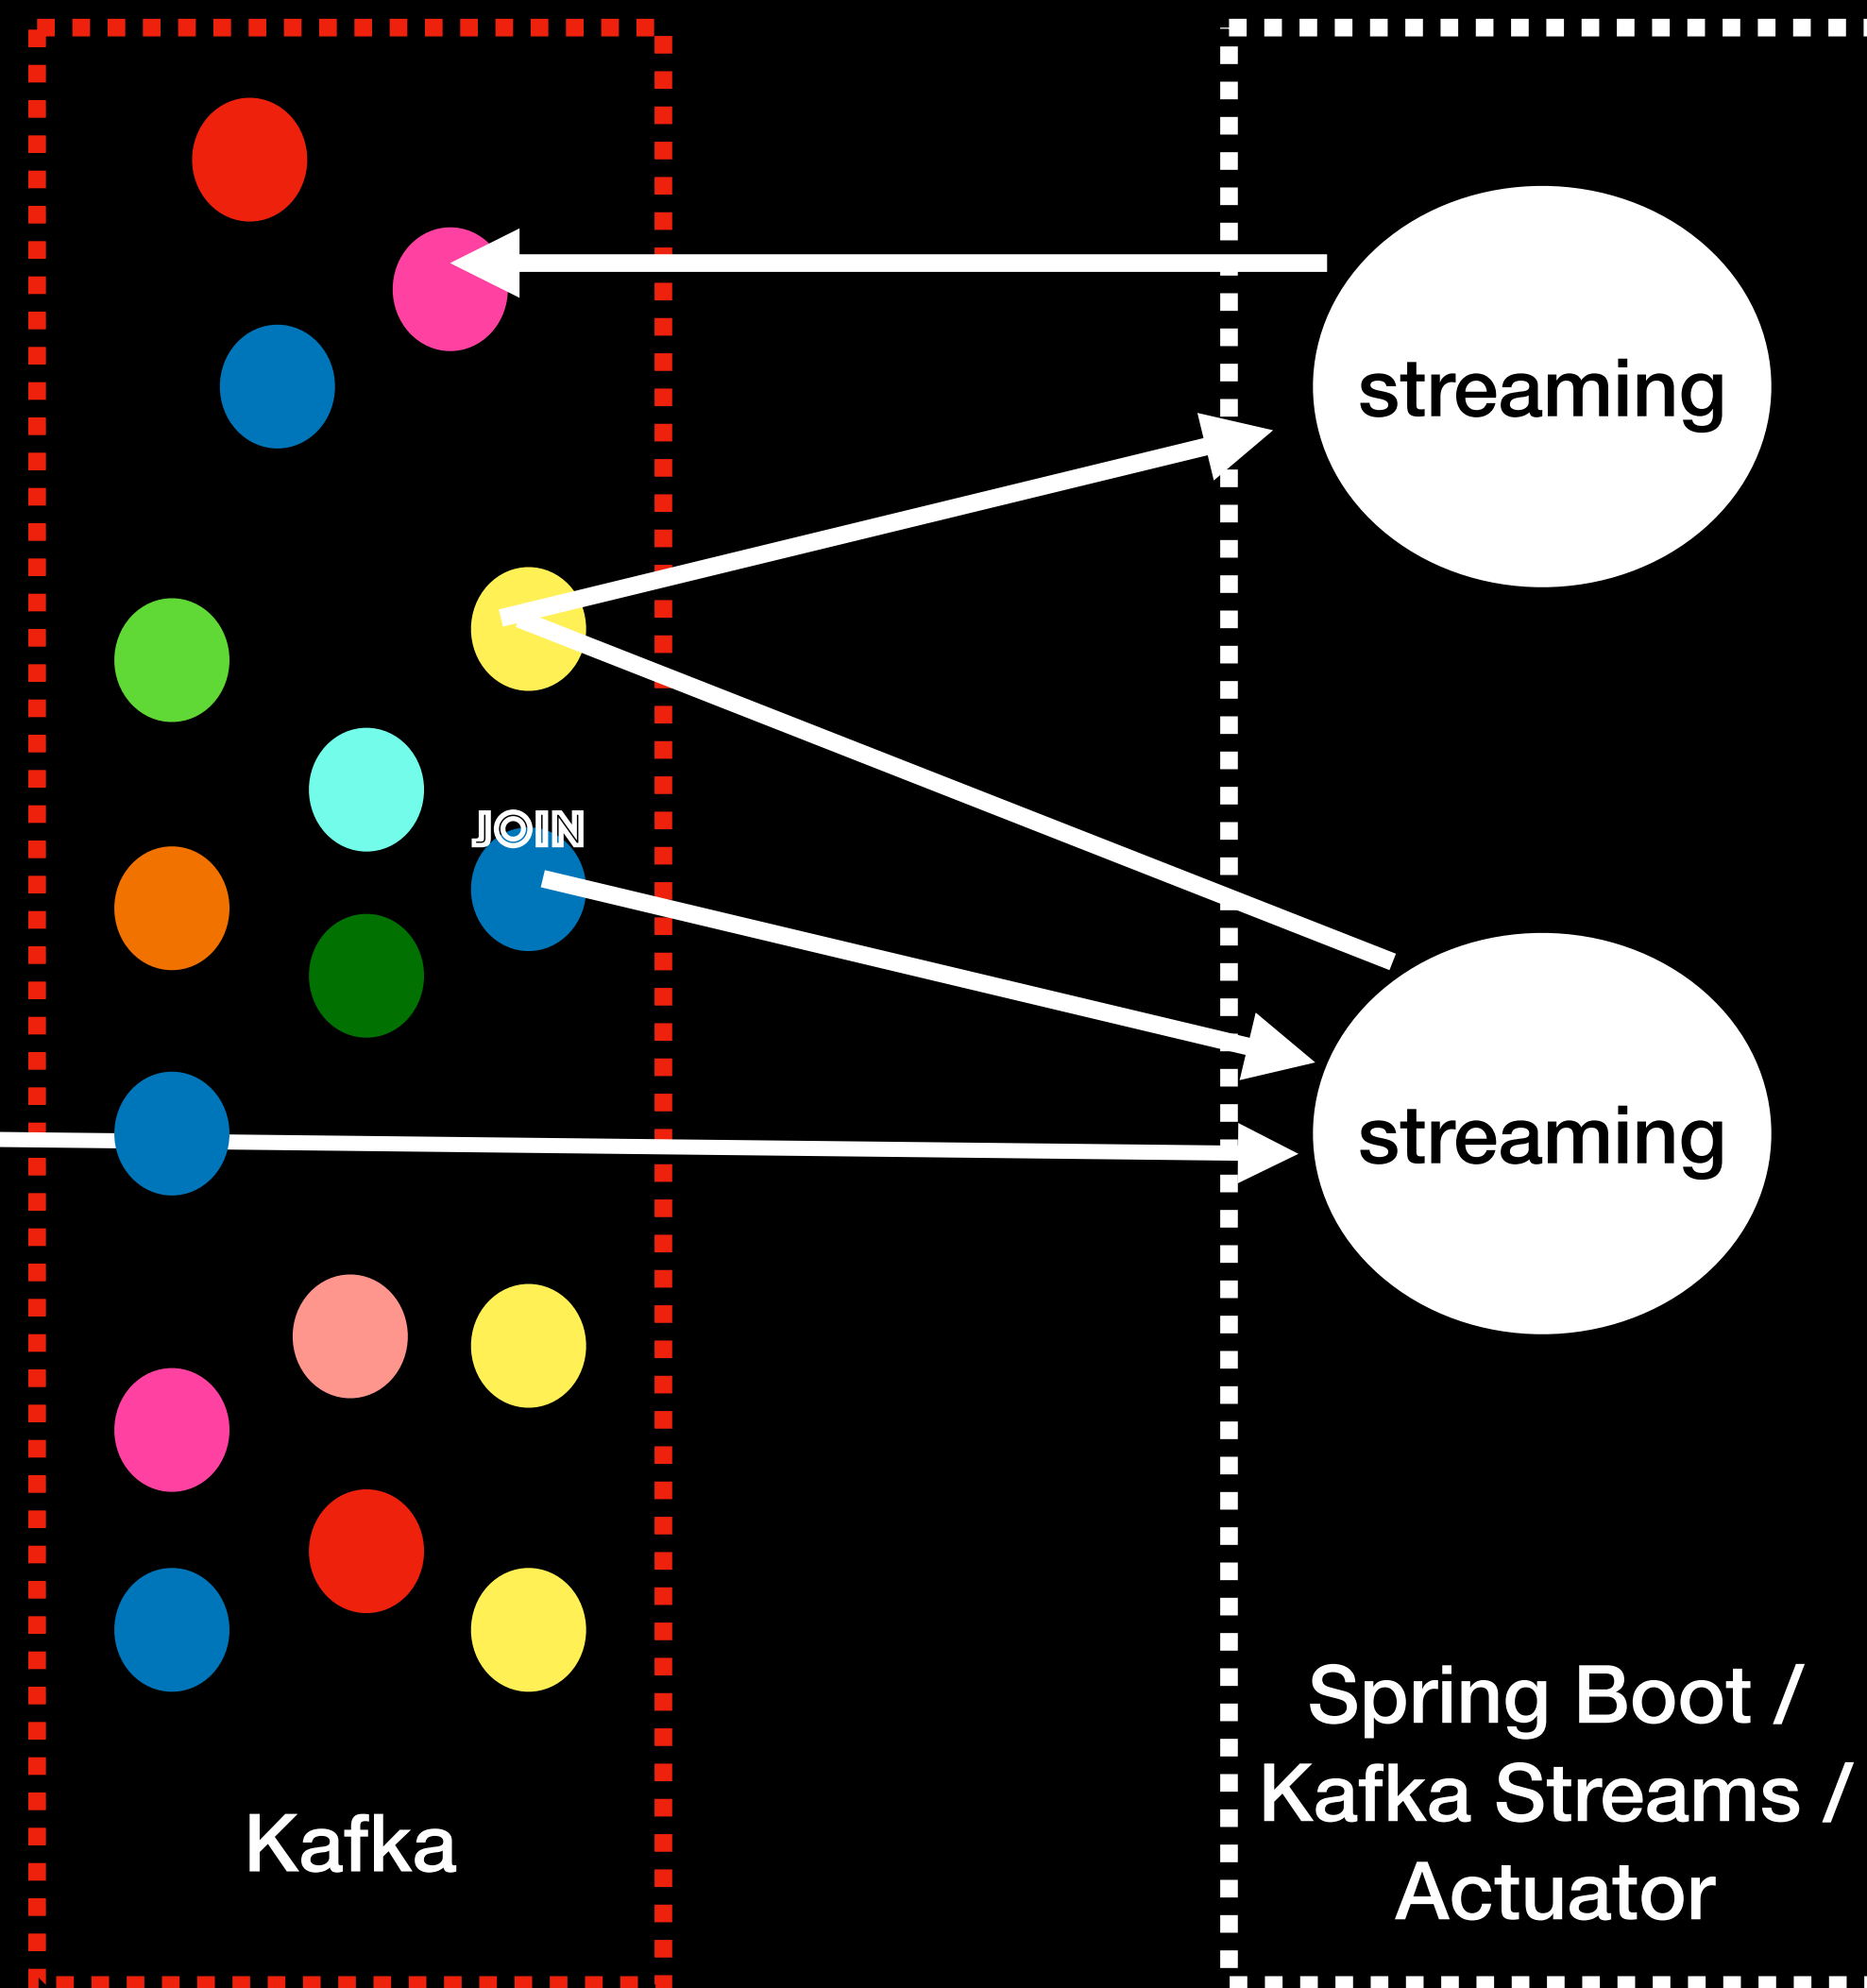 streaming
JOIN
streaming
Kafka
Spring Boot /
Kafka Streams /
Actuator